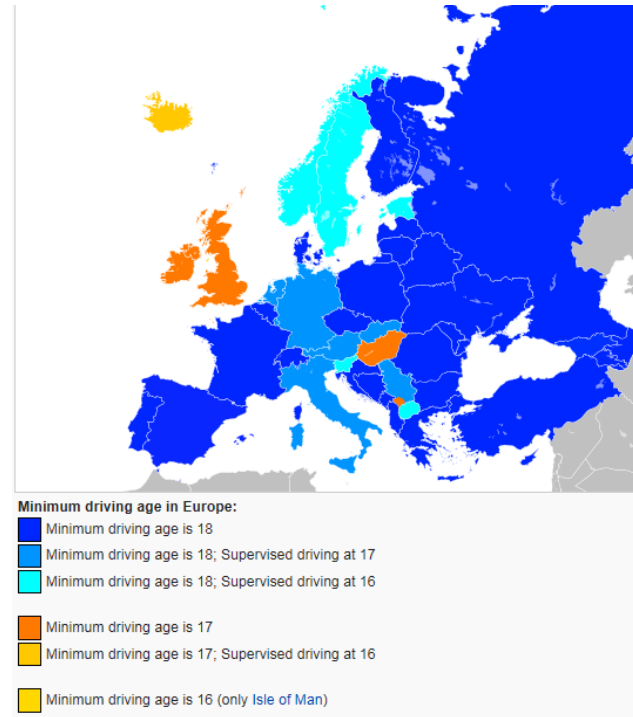 Minimum driving age in Europe:
Minimum driving age is 18
Minimum driving age is 18; Supervised driving at 17
Minimum driving age is 18; Supervised driving at 16
Minimum driving age is 17
Minimum driving age is 17; Supervised driving at 16
Minimum driving age is 16 (only Isle of Man)